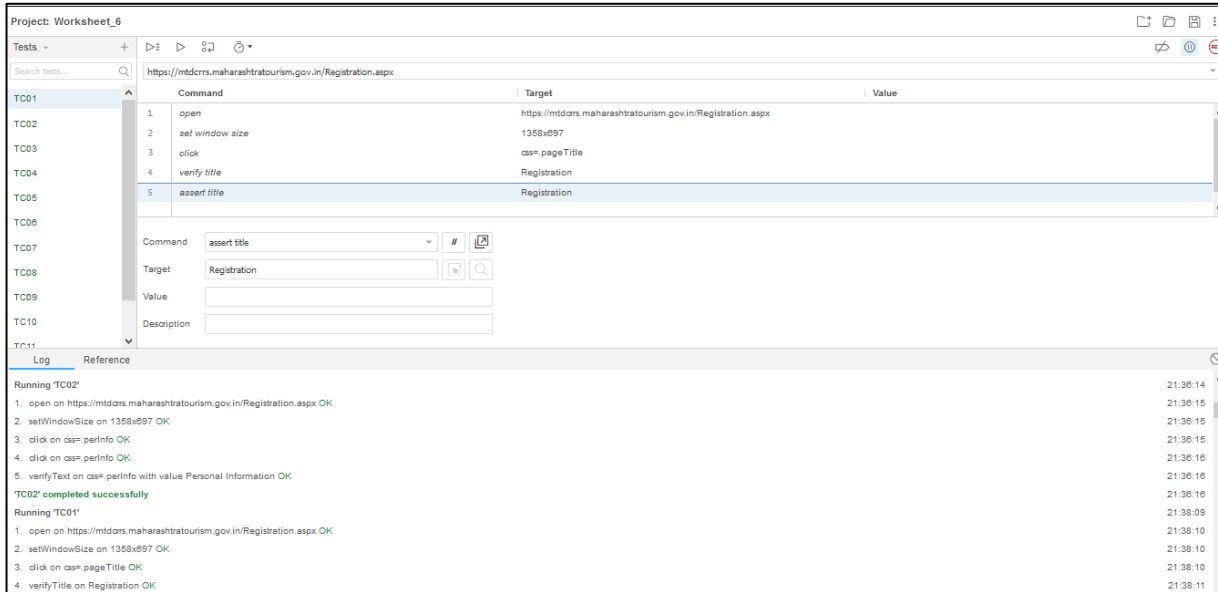 Project: Worksheet_6
Tests
Search tests...
https://mtdcrrs.maharashtratourism.gov.in/Registration.aspx
Command Target Value
TC01
TC02
TC03
TC04
TC05
TC06
TC07
TC08
TC09
TC10
TC11
1 open https://mtdcrrs.maharashtratourism.gov.in/Registration.aspx
2 set window size 1358x697
3 click css=.pageTitle
4 verify title Registration
5 assert title Registration
Command assert title //
Target Registration
Value
Description
Log Reference
Running 'TC02' 21:36:14
1. open on https://mtdcrrs.maharashtratourism.gov.in/Registration.aspx OK 21:36:15
2. setWindowSize on 1358x697 OK 21:36:15
3. click on css=.perInfo OK 21:36:15
4. click on css=.perInfo OK 21:36:16
5. verifyText on css=.perInfo with value Personal Information OK 21:36:16
'TC02' completed successfully 21:36:16
Running 'TC01' 21:38:09
1. open on https://mtdcrrs.maharashtratourism.gov.in/Registration.aspx OK 21:38:10
2. setWindowSize on 1358x697 OK 21:38:10
3. click on css=.pageTitle OK 21:38:10
4. verifyTitle on Registration OK 21:38:11